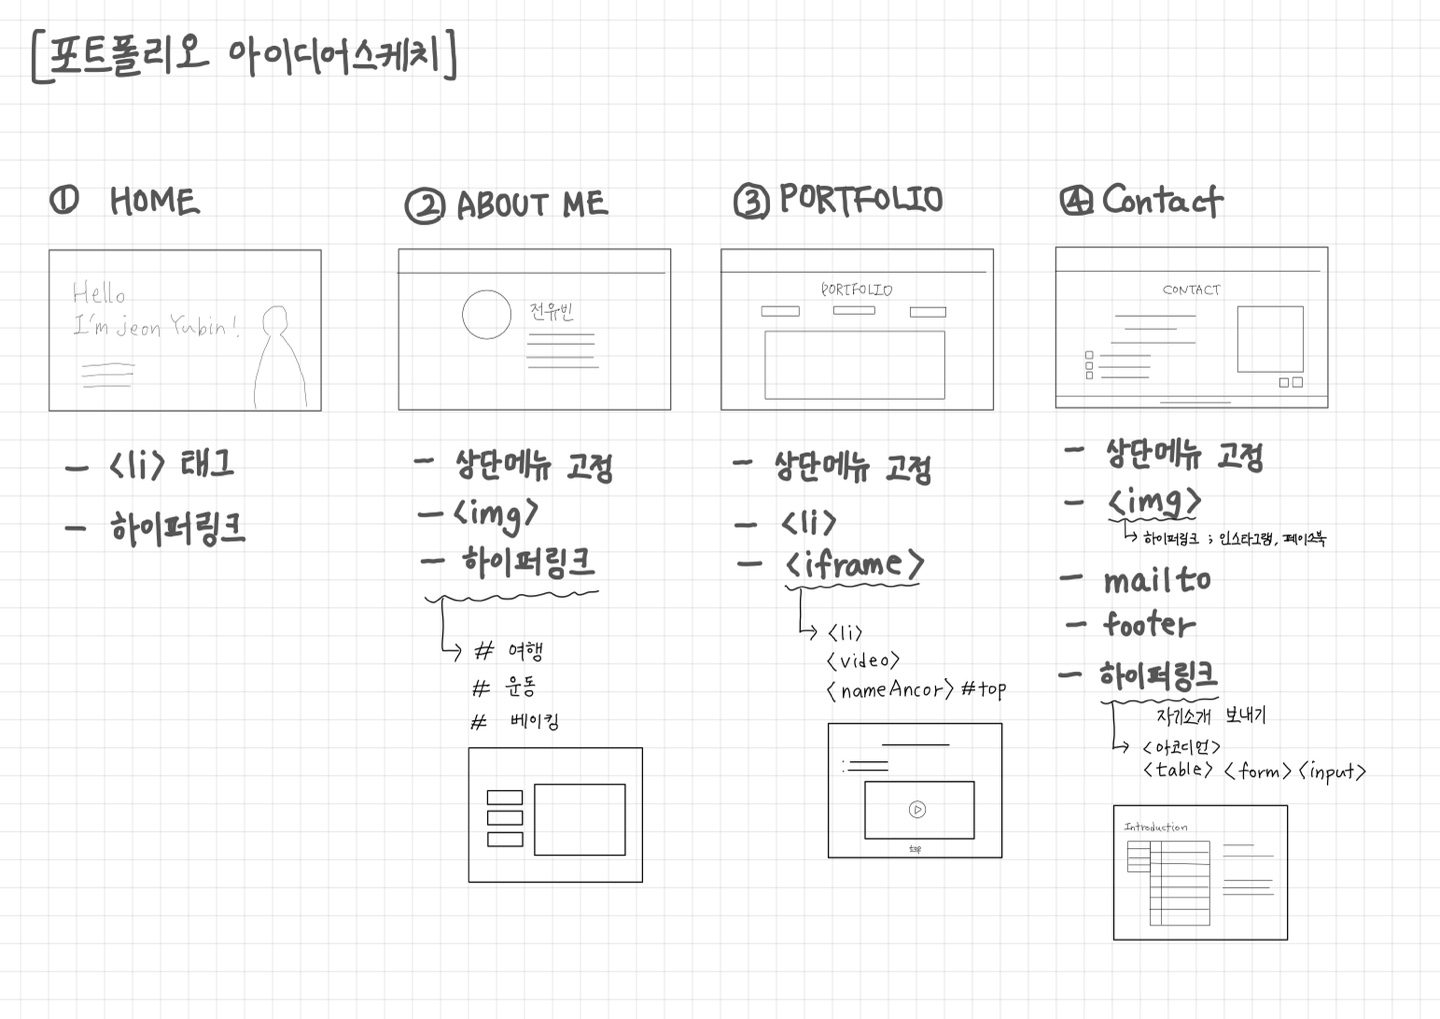 [포트폴리오 아이디어스케치]
① HOME
Hello
I'm jeon Yubin!
- <li> 태그
- 하이퍼링크
② ABOUT ME
전유빈
- 상단메뉴 고정
- <img>
- 하이퍼링크
# 여행
# 운동
# 베이킹
③ PORTFOLIO
PORTFOLIO
- 상단메뉴 고정
- <li>
- <iframe>
<li>
<video>
<nameAncor> #top
top
④ Contact
CONTACT
- 상단메뉴 고정
- <img>
하이퍼링크 ; 인스타그램, 페이스북
- mailto
- footer
- 하이퍼링크
자기소개 보내기
<아코디언>
<table> <form> <input>
Introduction